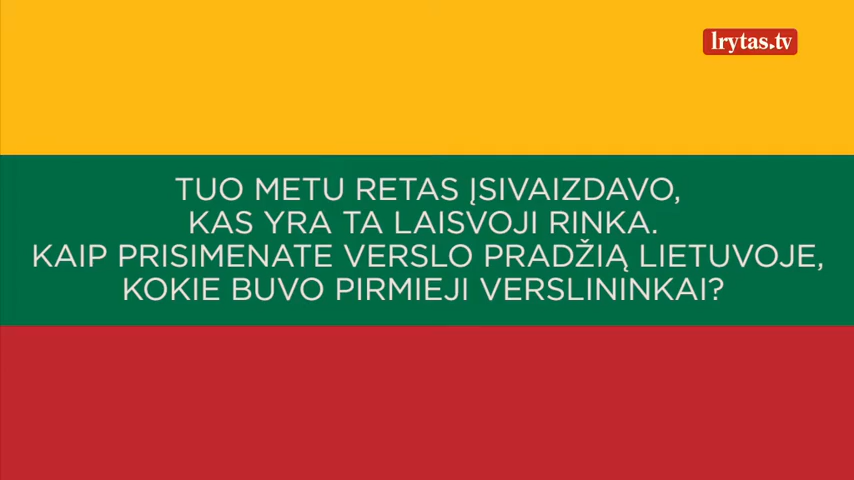 lrytas.tv
TUO METU RETAS ĮSIVAIZDAVO,
KAS YRA TA LAISVOJI RINKA.
KAIP PRISIMENATE VERSLO PRADŽIĄ LIETUVOJE,
KOKIE BUVO PIRMIEJI VERSLININKAI?